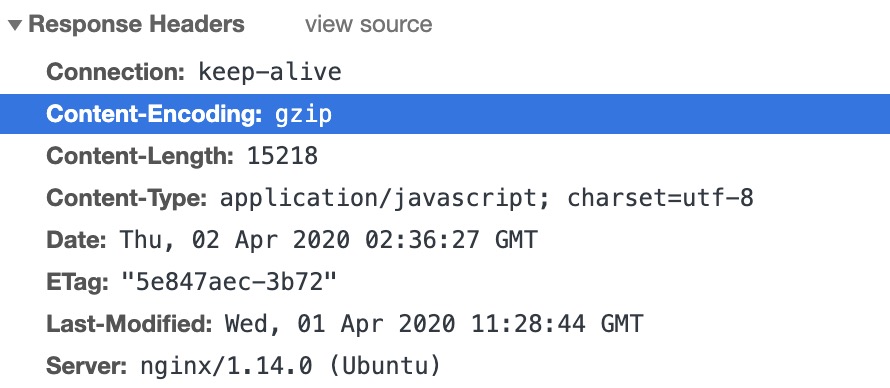 Response Headers view source
Connection: keep-alive
Content-Encoding: gzip
Content-Length: 15218
Content-Type: application/javascript; charset=utf-8
Date: Thu, 02 Apr 2020 02:36:27 GMT
ETag: "5e847aec-3b72"
Last-Modified: Wed, 01 Apr 2020 11:28:44 GMT
Server: nginx/1.14.0 (Ubuntu)